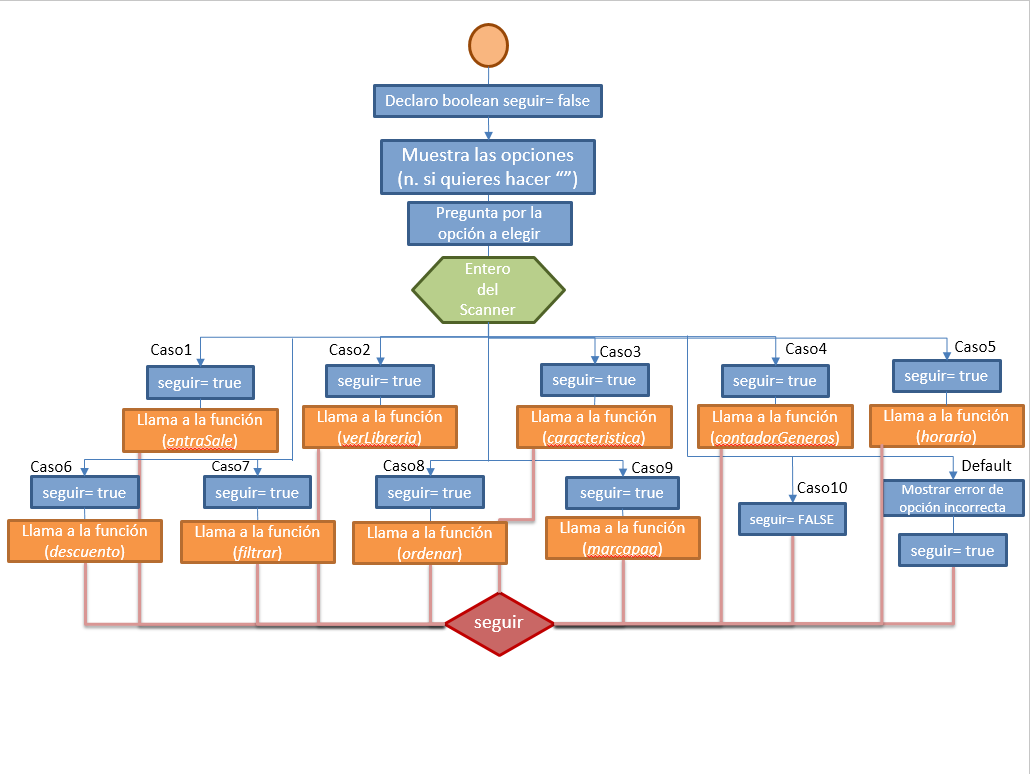 Declaro boolean seguir= false
Muestra las opciones
(n. si quieres hacer “”)
Pregunta por la
opción a elegir
Entero
del
Scanner
Caso1
seguir= true
Llama a la función
(entraSale)
Caso2
seguir= true
Llama a la función
(verLibreria)
Caso3
seguir= true
Llama a la función
(caracteristica)
Caso4
seguir= true
Llama a la función
(contadorGeneros)
Caso5
seguir= true
Llama a la función
(horario)
Caso6
seguir= true
Llama a la función
(descuento)
Caso7
seguir= true
Llama a la función
(filtrar)
Caso8
seguir= true
Llama a la función
(ordenar)
Caso9
seguir= true
Llama a la función
(marcapag)
Caso10
seguir= FALSE
Default
Mostrar error de
opción incorrecta
seguir= true
seguir